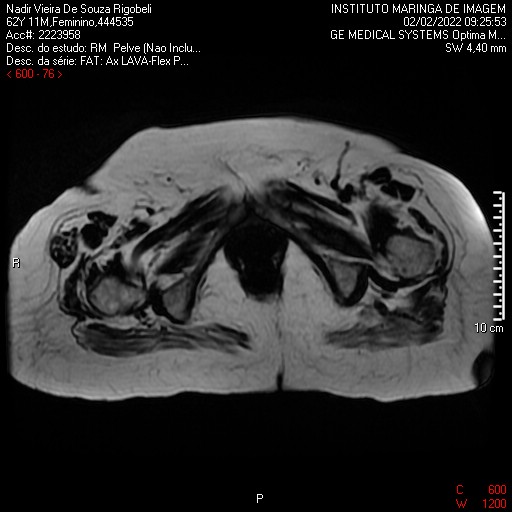 Nadir Vieira De Souza Rigobeli
62Y 11M,Feminino,444535
Acc#: 2223958
Desc. do estudo: RM  Pelve (Nao Inclu...
Desc. da série: FAT: Ax LAVA-Flex P...
< 600 - 76 >
INSTITUTO MARINGA DE IMAGEM
02/02/2022 09:25:53
GE MEDICAL SYSTEMS Optima M...
SW 4,40 mm
R
10 cm
P
C 600
W 1200